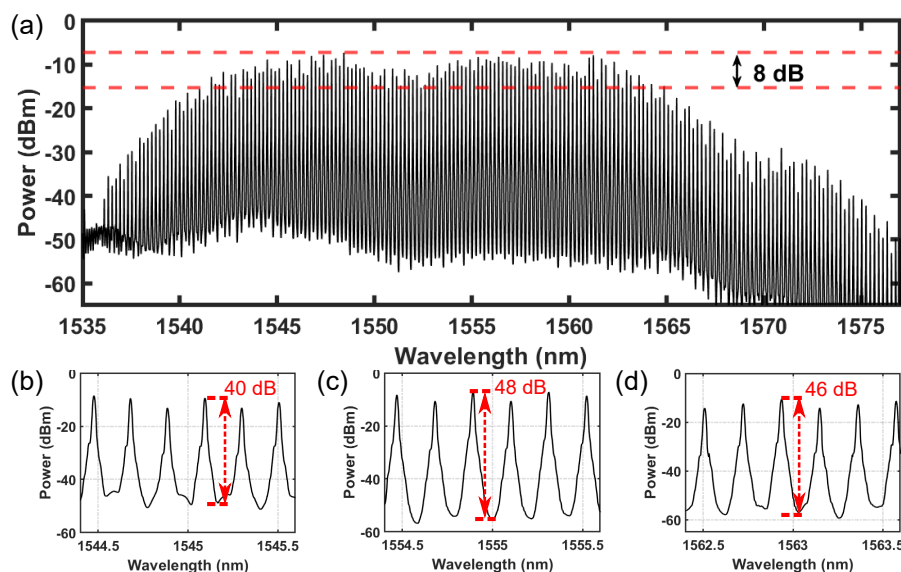 (a)
0
-10
-20
-30
-40
-50
-60
Power (dBm)
8 dB
1535 1540 1545 1550 1555 1560 1565 1570 1575
Wavelength (nm)
(b)
0
-20
-40
-60
Power (dBm)
40 dB
1544.5 1545 1545.5
Wavelength (nm)
(c)
0
-20
-40
-60
Power (dBm)
48 dB
1554.5 1555 1555.5
Wavelength (nm)
(d)
0
-20
-40
-60
Power (dBm)
46 dB
1562.5 1563 1563.5
Wavelength (nm)